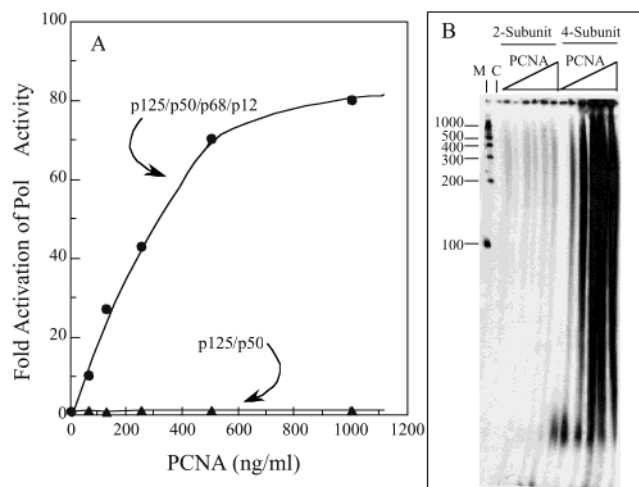 A
p125/p50/p68/p12
p125/p50
Fold Activation of Pol Activity
100
80
60
40
20
0
0 200 400 600 800 1000 1200
PCNA (ng/ml)
B
2-Subunit 4-Subunit
PCNA PCNA
M C
1000
500
400
300
200
100